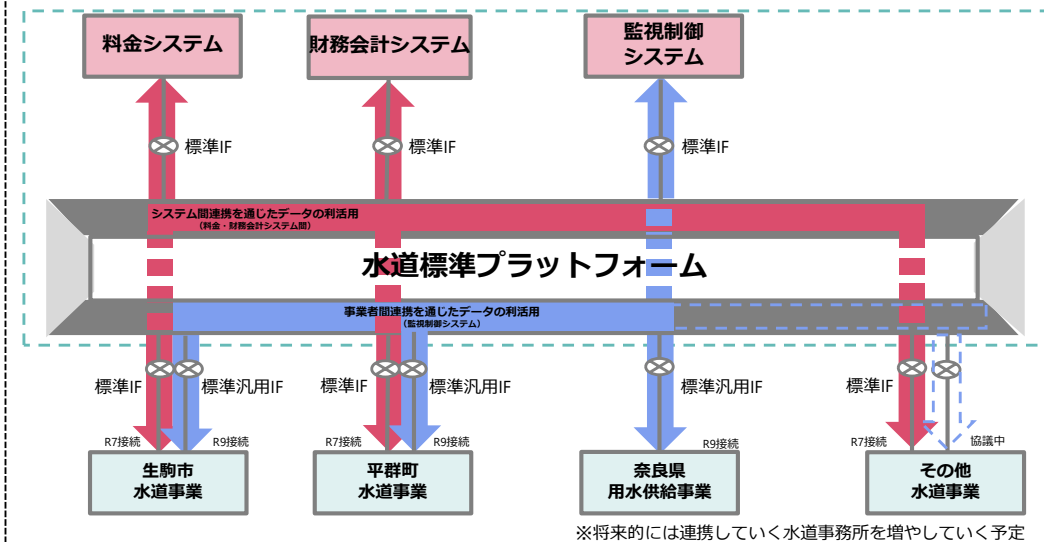 料金システム
財務会計システム
監視制御
システム
標準IF
標準IF
標準IF
システム間連携を通じたデータの利活用
(料金・財務会計システム間)
水道標準プラットフォーム
事業者間連携を通じたデータの利活用
(監視制御システム)
標準IF
標準汎用IF
標準IF
標準汎用IF
標準汎用IF
標準IF
R7接続
R9接続
R7接続
R9接続
R9接続
R7接続
協議中
生駒市
水道事業
平群町
水道事業
奈良県
用水供給事業
その他
水道事業
※将来的には連携していく水道事務所を増やしていく予定